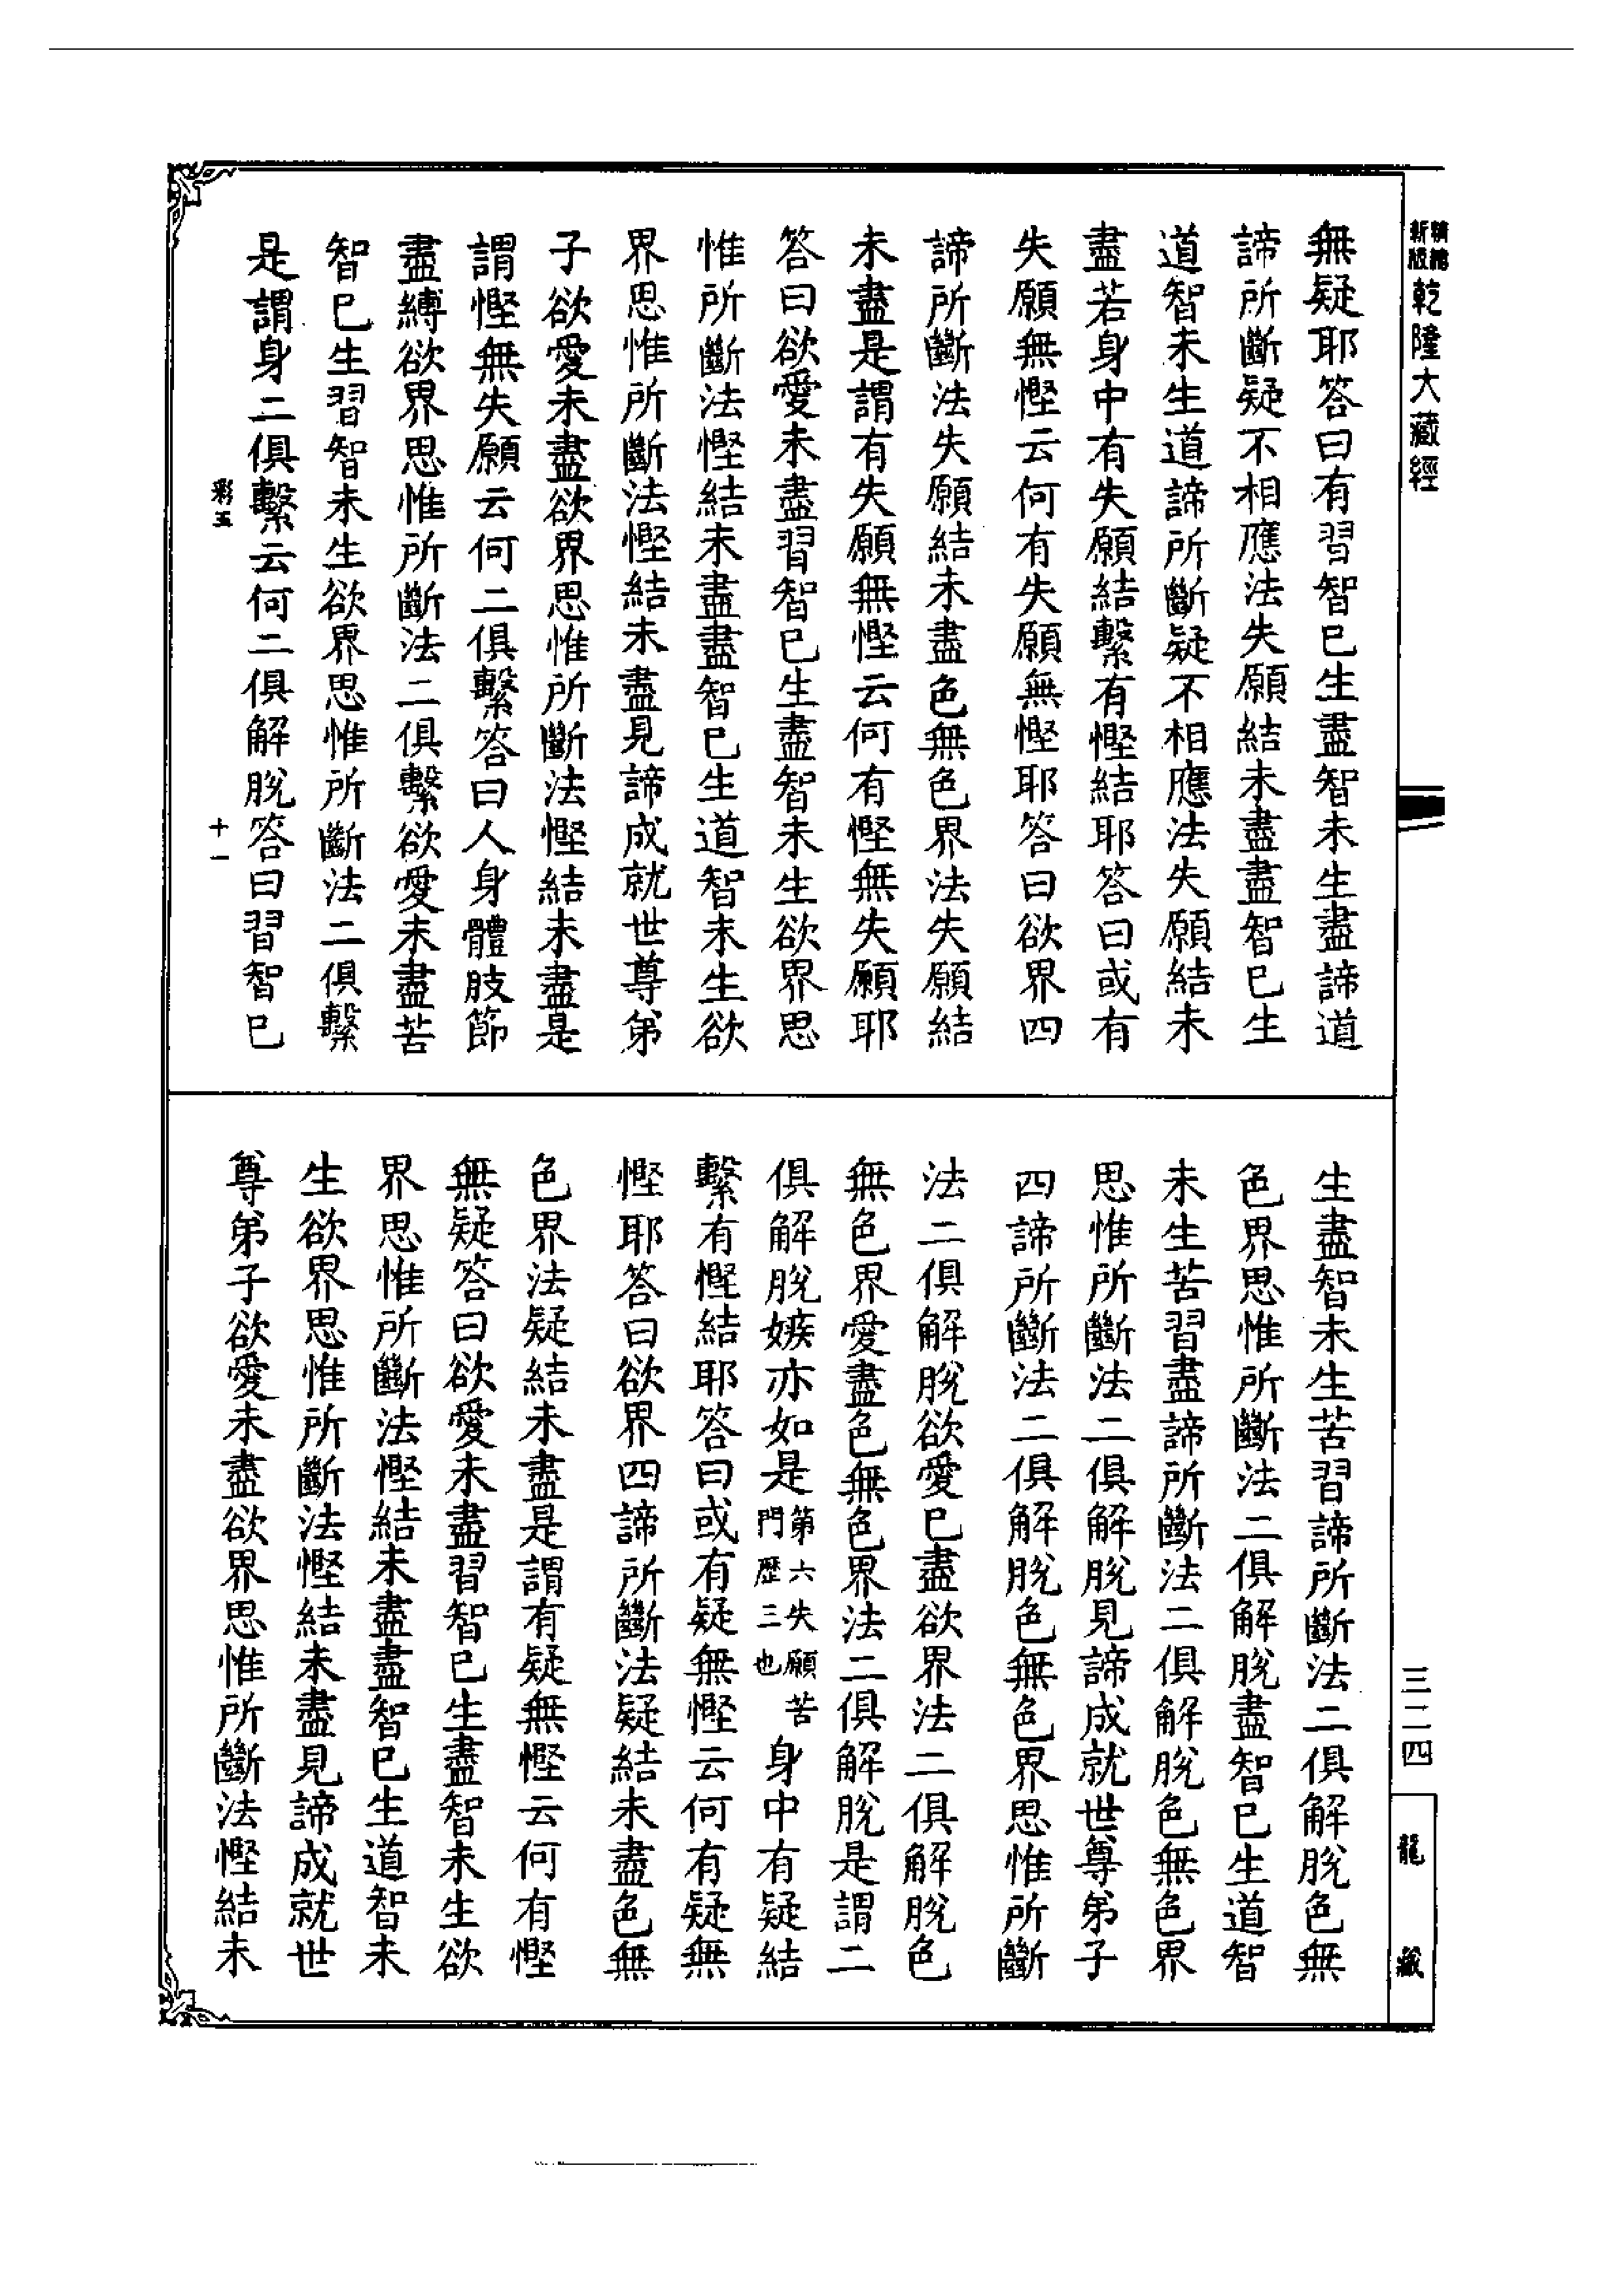 精繪
新版
乾隆大藏經
無疑耶答曰有習智已生盡智未生盡諦道
諦所斷疑不相應法失願結未盡盡智已生
道智未生道諦所斷疑不相應法失願結未
盡若身中有失願結繫有慳結耶答曰或有
失願無慳云何有失願無慳耶答曰欲界四
諦所斷法失願結未盡色無色界法失願結
未盡是謂有失願無慳云何有慳無失願耶
答曰欲愛未盡習智已生盡智未生欲界思
惟所斷法慳結未盡盡智已生道智未生欲
界思惟所斷法慳結未盡見諦成就世尊弟
子欲愛未盡欲界思惟所斷法慳結未盡是
謂慳無失願云何二俱繫答曰人身體肢節
盡縛欲界思惟所斷法二俱繫欲愛未盡苦
智已生習智未生欲界思惟所斷法二俱繫
是謂身二俱繫云何二俱解脫答曰習智已
彩五
十一
生盡智未生苦習諦所斷法二俱解脫色無
色界思惟所斷法二俱解脫盡智已生道智
未生苦習盡諦所斷法二俱解脫色無色界
思惟所斷法二俱解脫見諦成就世尊弟子
四諦所斷法二俱解脫色無色界思惟所斷
法二俱解脫欲愛已盡欲界法二俱解脫色
無色界愛盡色無色界法二俱解脫是謂二
俱解脫嫉亦如是第六失願門歷三也苦身中有疑結
繫有慳結耶答曰或有疑無慳云何有疑無
慳耶答曰欲界四諦所斷法疑結未盡色無
色界法疑結未盡是謂有疑無慳云何有慳
無疑答曰欲愛未盡習智已生盡智未生欲
界思惟所斷法慳結未盡盡智已生道智未
生欲界思惟所斷法慳結未盡見諦成就世
尊弟子欲愛未盡欲界思惟所斷法慳結未
三二四
龍藏